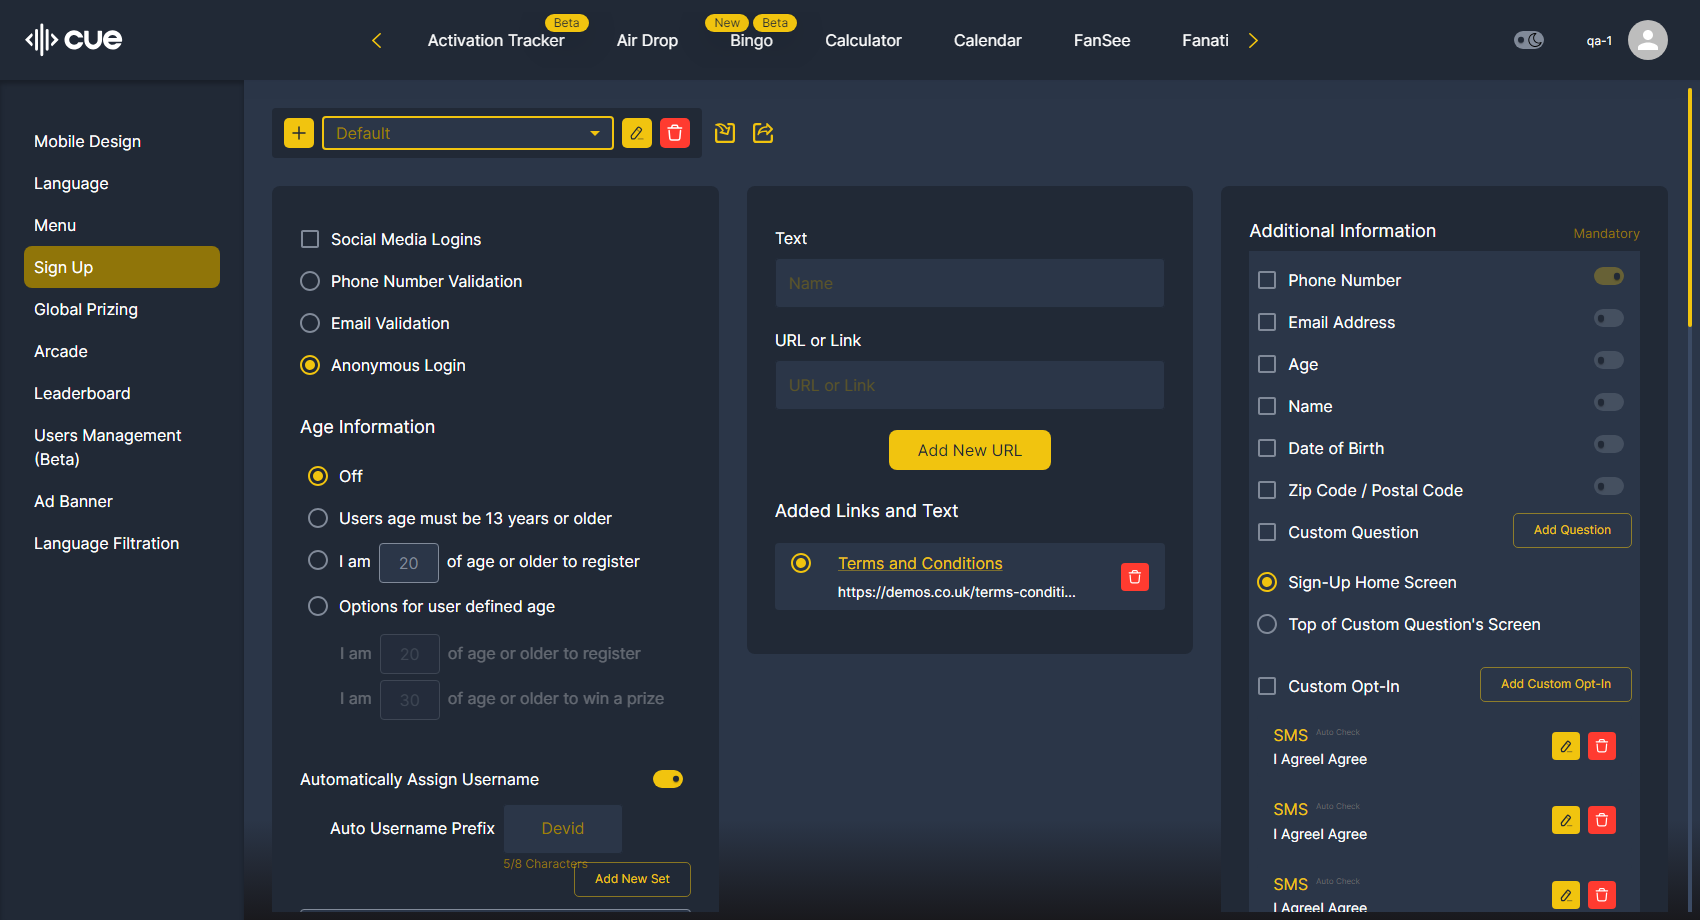 cue
Beta
New
Beta
Activation Tracker
Air Drop
Bingo
Calculator
Calendar
FanSee
Fanati
qa-1
Mobile Design
Language
Menu
Sign Up
Global Prizing
Arcade
Leaderboard
Users Management
(Beta)
Ad Banner
Language Filtration
Default
Social Media Logins
Phone Number Validation
Email Validation
Anonymous Login
Age Information
Off
Users age must be 13 years or older
I am 20 of age or older to register
Options for user defined age
I am 20 of age or older to register
I am 30 of age or older to win a prize
Automatically Assign Username
Auto Username Prefix Devid
5/8 Characters
Add New Set
Text
Name
URL or Link
URL or Link
Add New URL
Added Links and Text
Terms and Conditions
https://demos.co.uk/terms-conditi...
Additional Information Mandatory
Phone Number
Email Address
Age
Name
Date of Birth
Zip Code / Postal Code
Custom Question Add Question
Sign-Up Home Screen
Top of Custom Question's Screen
Custom Opt-In Add Custom Opt-In
SMS Auto Check
I AgreeI Agree
SMS Auto Check
I AgreeI Agree
SMS Auto Check
I AgreeI Agree